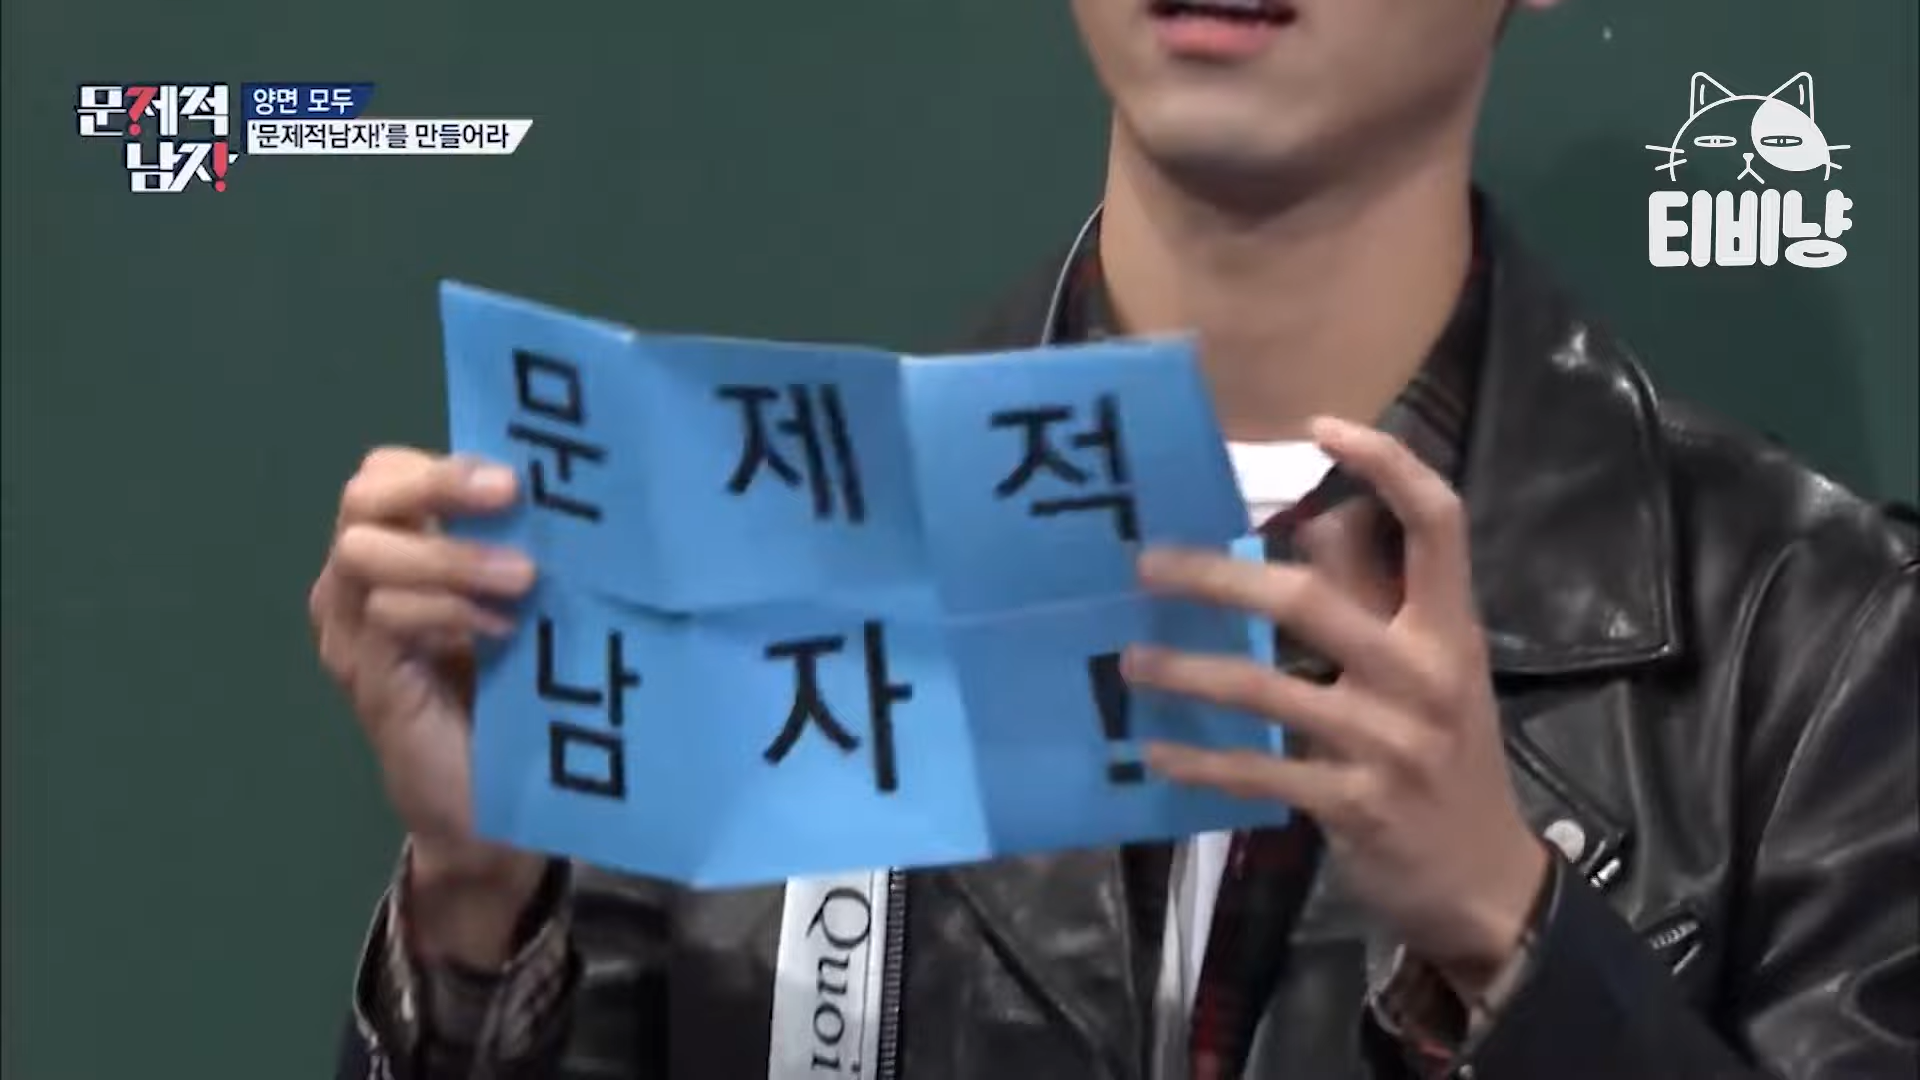 문제적
남자!
양면 모두
'문제적남자!'를 만들어라
티비냥
문 제 적
남 자 !
Quoi